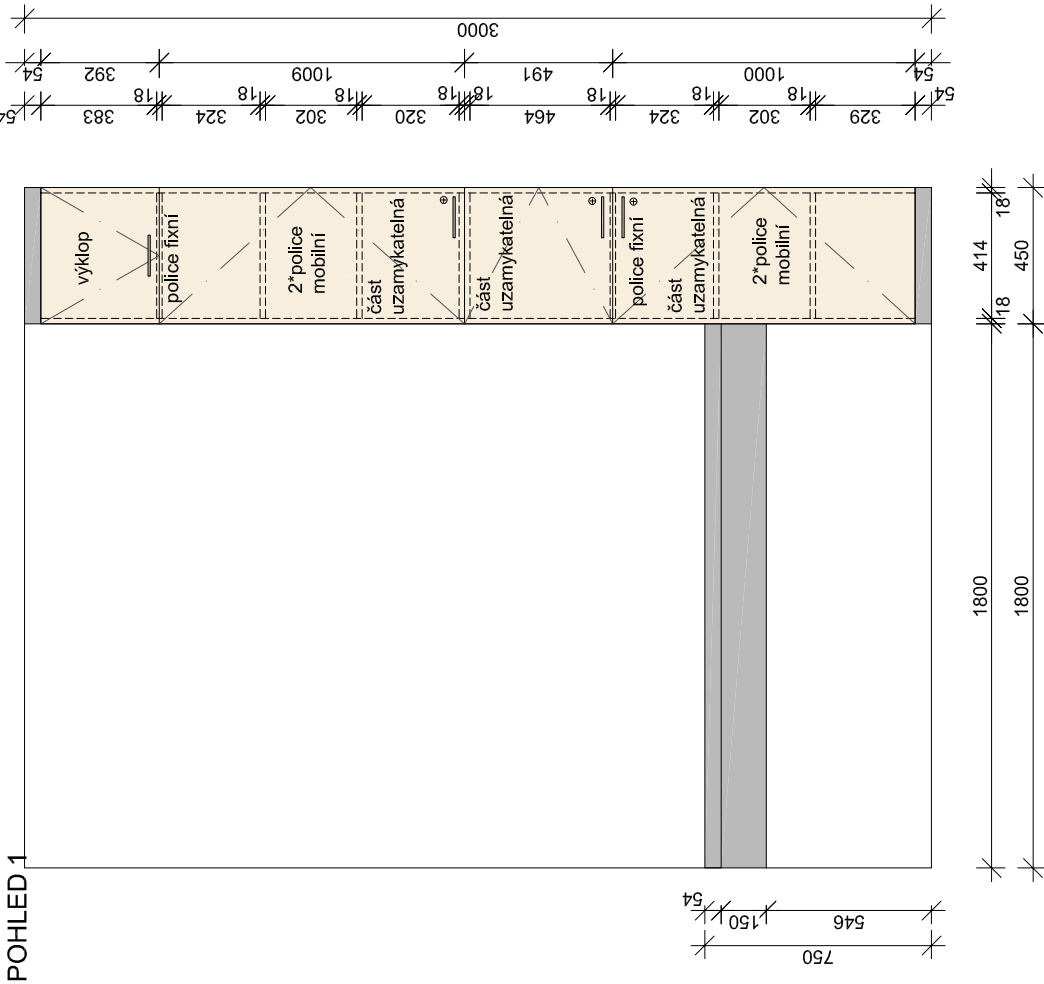 POHLED 1
3000
54
392
1009
491
1000
54
54
383
18
324
18
302
18
320
18
18
464
18
324
18
302
18
329
54
výklop
police fixní
2*police
mobilní
část
uzamykatelná
část
uzamykatelná
police fixní
část
uzamykatelná
2*police
mobilní
18
414
18
450
1800
1800
54
150
546
750